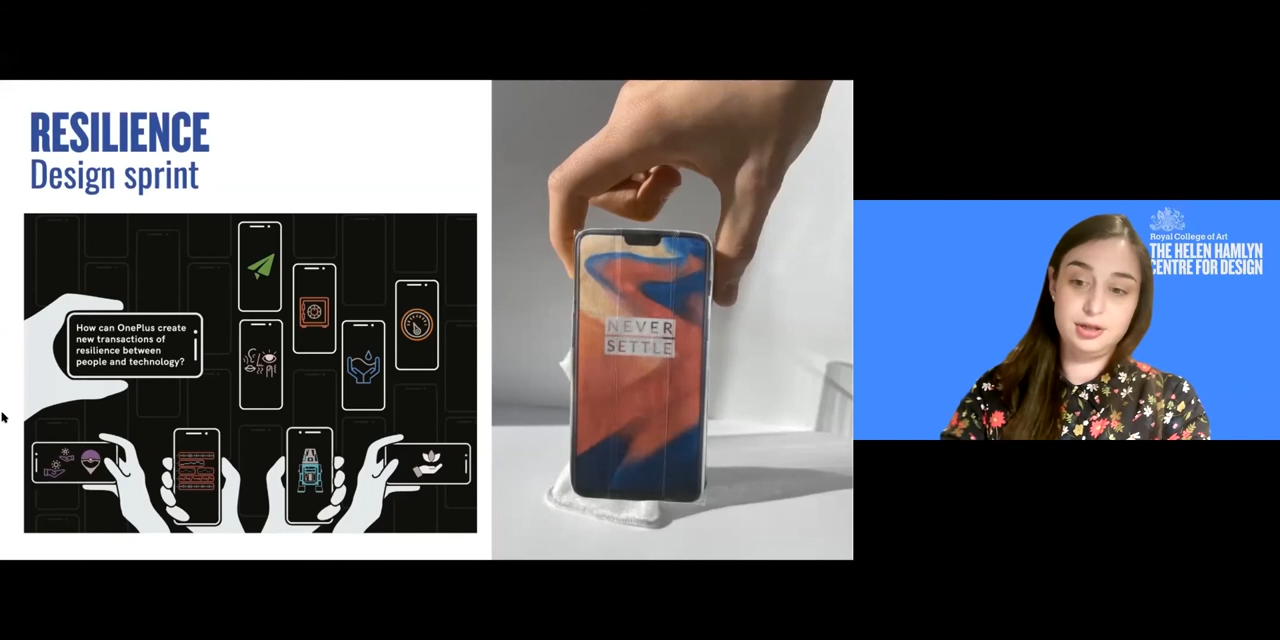 RESILIENCE
Design sprint
How can OnePlus create
new transactions of
resilience between
people and technology?
NEVER
SETTLE
Royal College of Art
THE HELEN HAMLYN
CENTRE FOR DESIGN